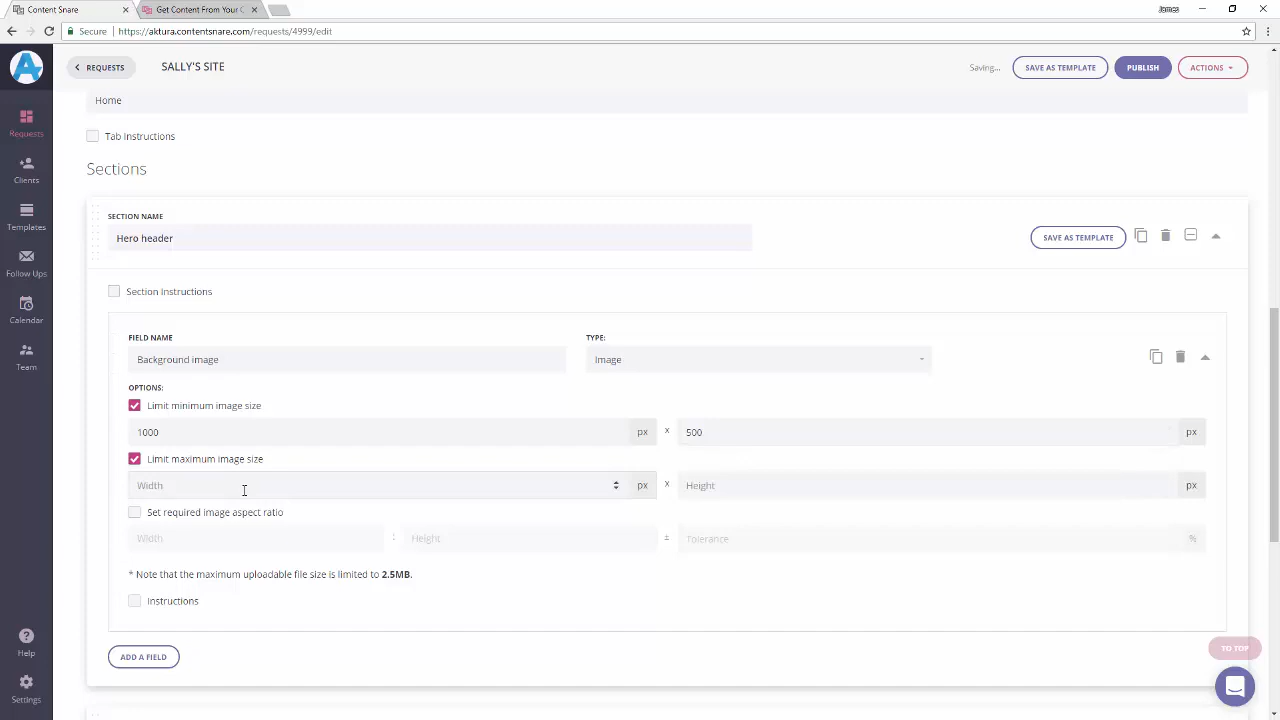 Content Snare
Get Content From Your C
James
Secure
https://aktura.contentsnare.com/requests/4999/edit
REQUESTS
SALLY'S SITE
Saving...
SAVE AS TEMPLATE
PUBLISH
ACTIONS
Requests
Clients
Templates
Follow Ups
Calendar
Team
Help
Settings
Home
Tab Instructions
Sections
SECTION NAME
Hero header
SAVE AS TEMPLATE
Section Instructions
FIELD NAME
TYPE:
Background image
Image
OPTIONS:
Limit minimum image size
1000 px x 500 px
Limit maximum image size
Width px x Height px
Set required image aspect ratio
Width : Height ± Tolerance %
* Note that the maximum uploadable file size is limited to 2.5MB.
Instructions
ADD A FIELD
TO TOP